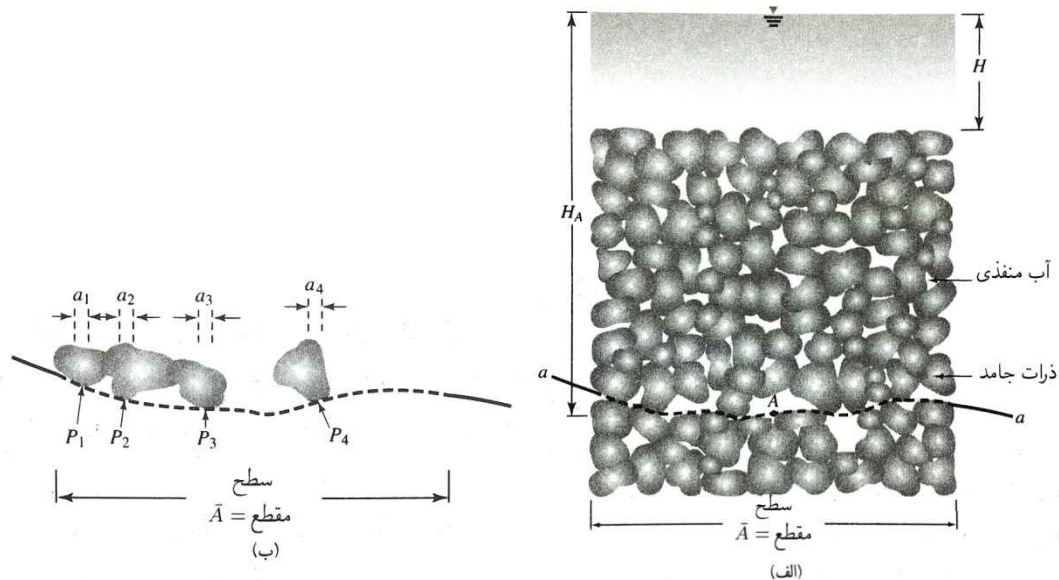 H
H_A
آب منفذی
ذرات جامد
a
A
a
سطح
مقطع = Ā
(الف)
a₁ a₂ a₃ a₄
P₁ P₂ P₃ P₄
سطح
مقطع = Ā
(ب)